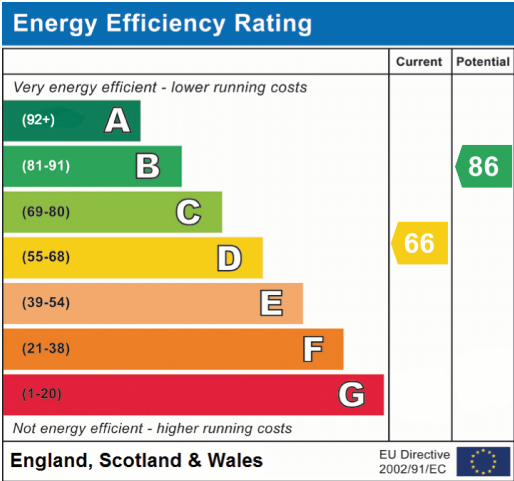 Energy Efficiency Rating
Current Potential
Very energy efficient - lower running costs
(92+) A
(81-91) B
86
(69-80) C
(55-68) D
66
(39-54) E
(21-38) F
(1-20) G
Not energy efficient - higher running costs
England, Scotland & Wales
EU Directive
2002/91/EC